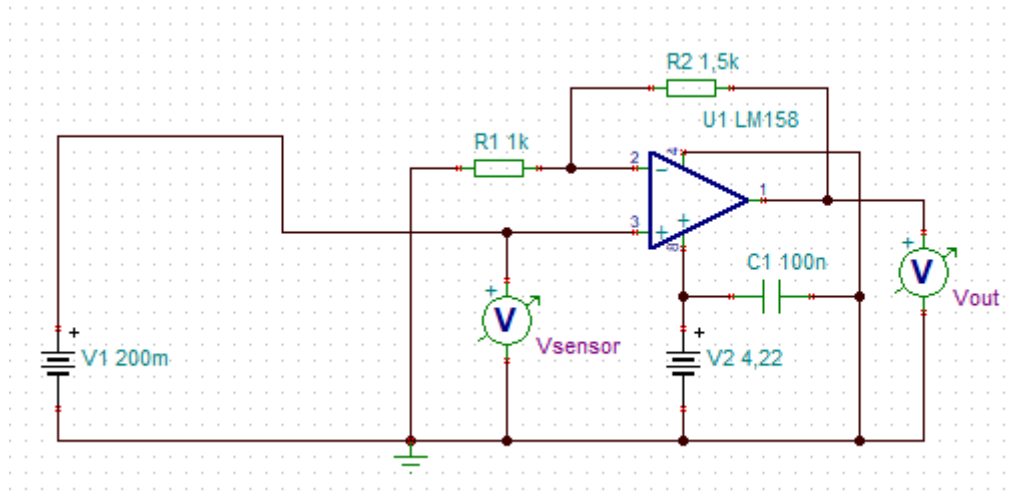 R2 1,5k
U1 LM158
R1 1k
2
4
−
1
3
+
+
8
C1 100n
+
V
Vout
+
V
Vsensor
+
V1 200m
+
V2 4,22